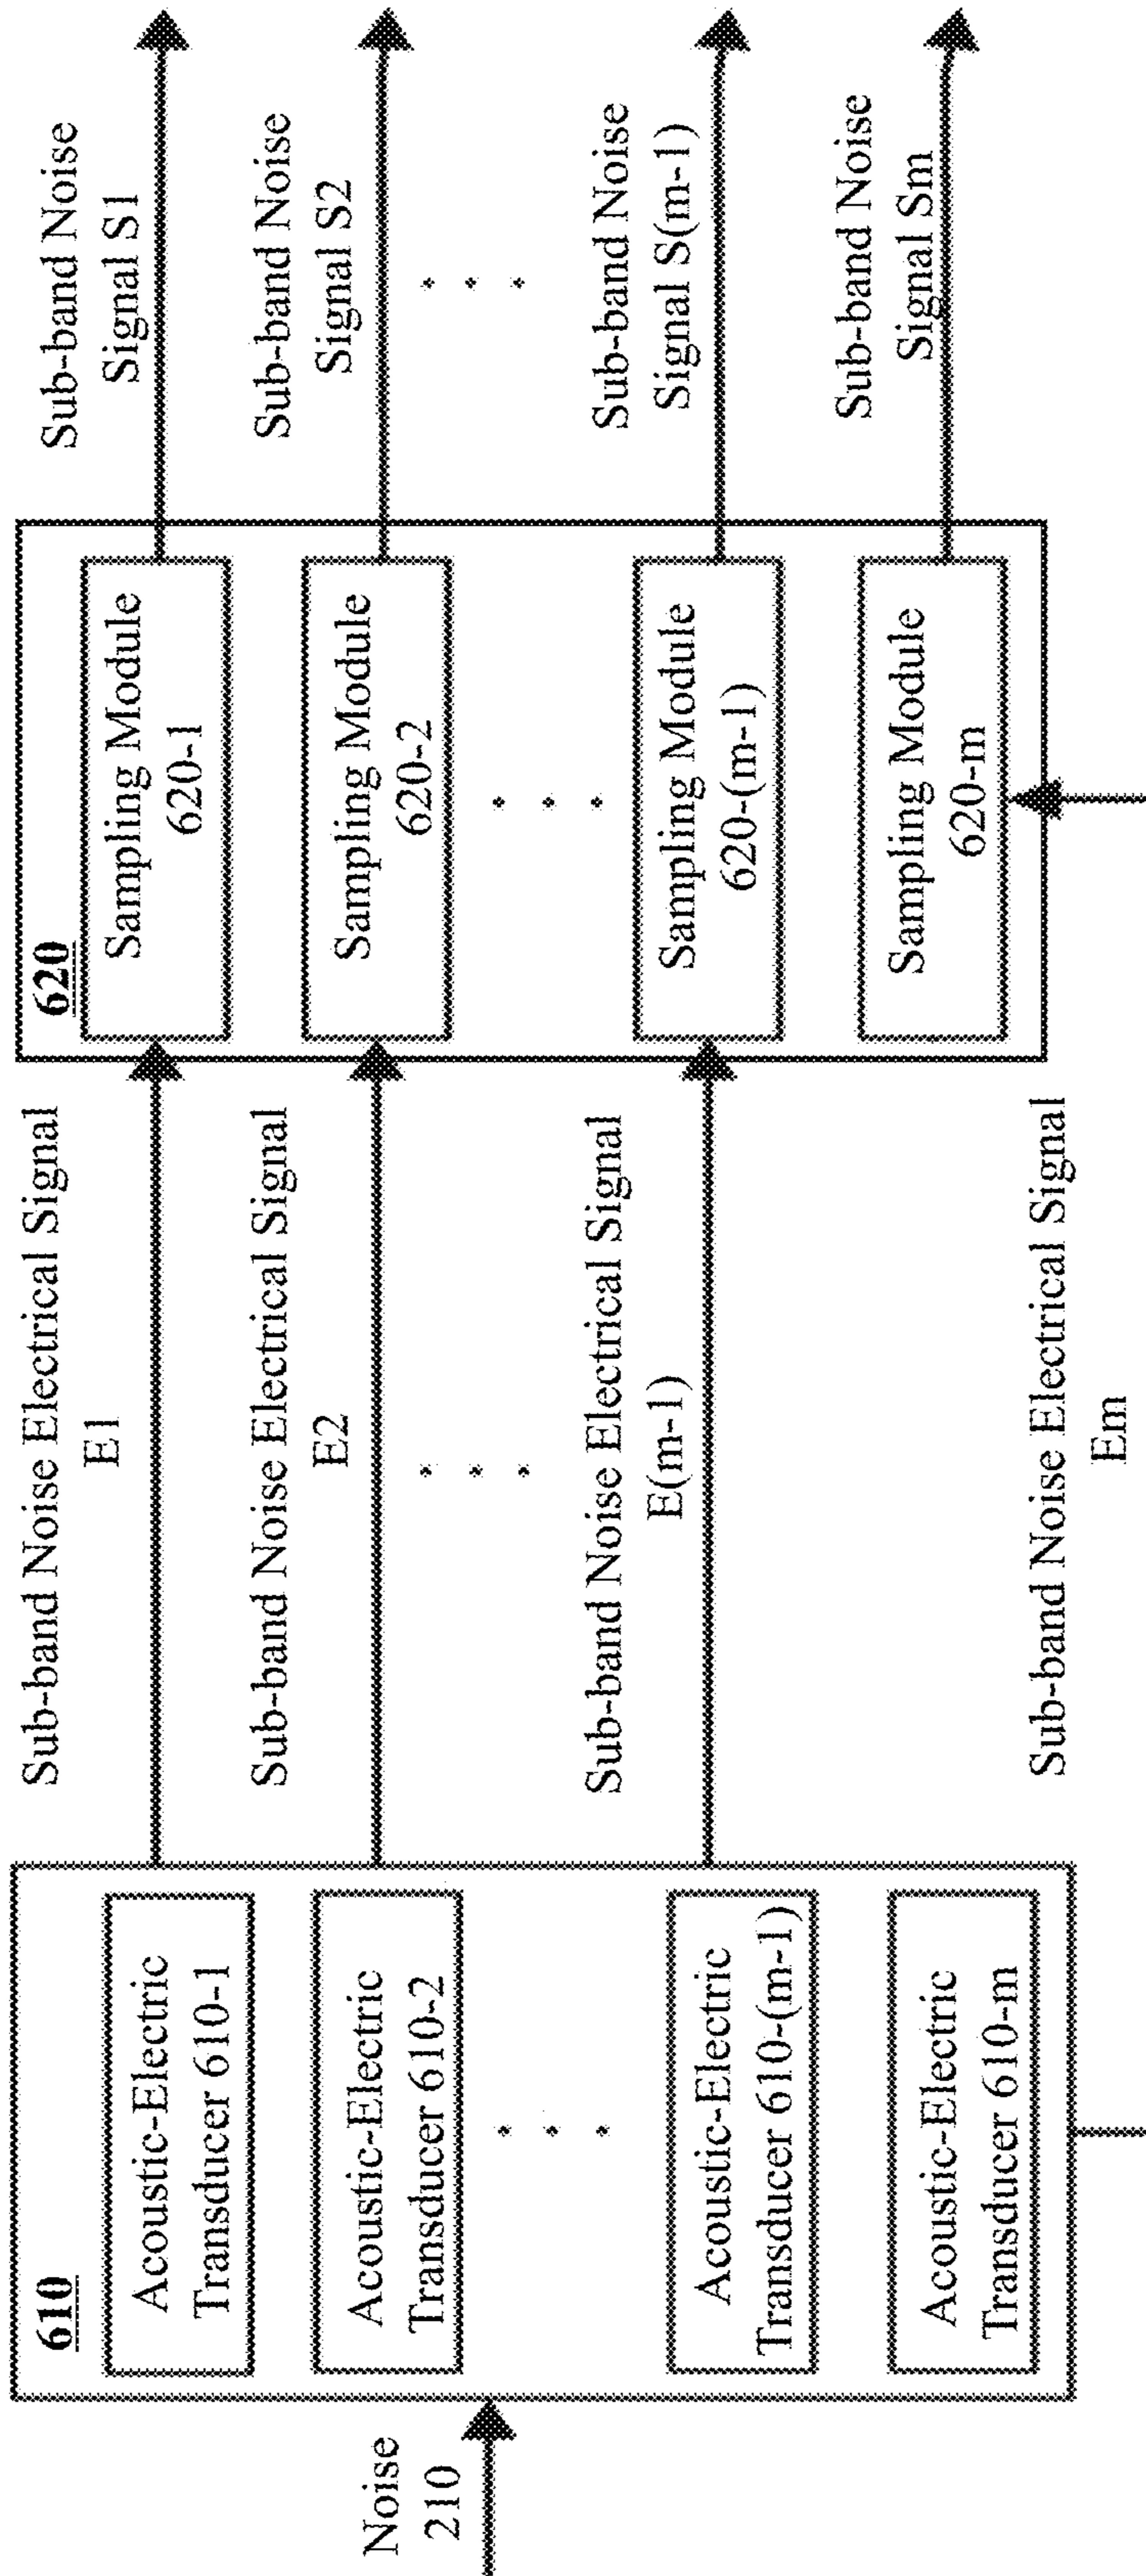 Noise
210
610
Acoustic-Electric
Transducer 610-1
Acoustic-Electric
Transducer 610-2
. . .
Acoustic-Electric
Transducer 610-(m-1)
Acoustic-Electric
Transducer 610-m
Sub-band Noise Electrical Signal
E1
Sub-band Noise Electrical Signal
E2
. . .
Sub-band Noise Electrical Signal
E(m-1)
Sub-band Noise Electrical Signal
Em
620
Sampling Module
620-1
Sampling Module
620-2
. . .
Sampling Module
620-(m-1)
Sampling Module
620-m
Sub-band Noise
Signal S1
Sub-band Noise
Signal S2
. . .
Sub-band Noise
Signal S(m-1)
Sub-band Noise
Signal Sm